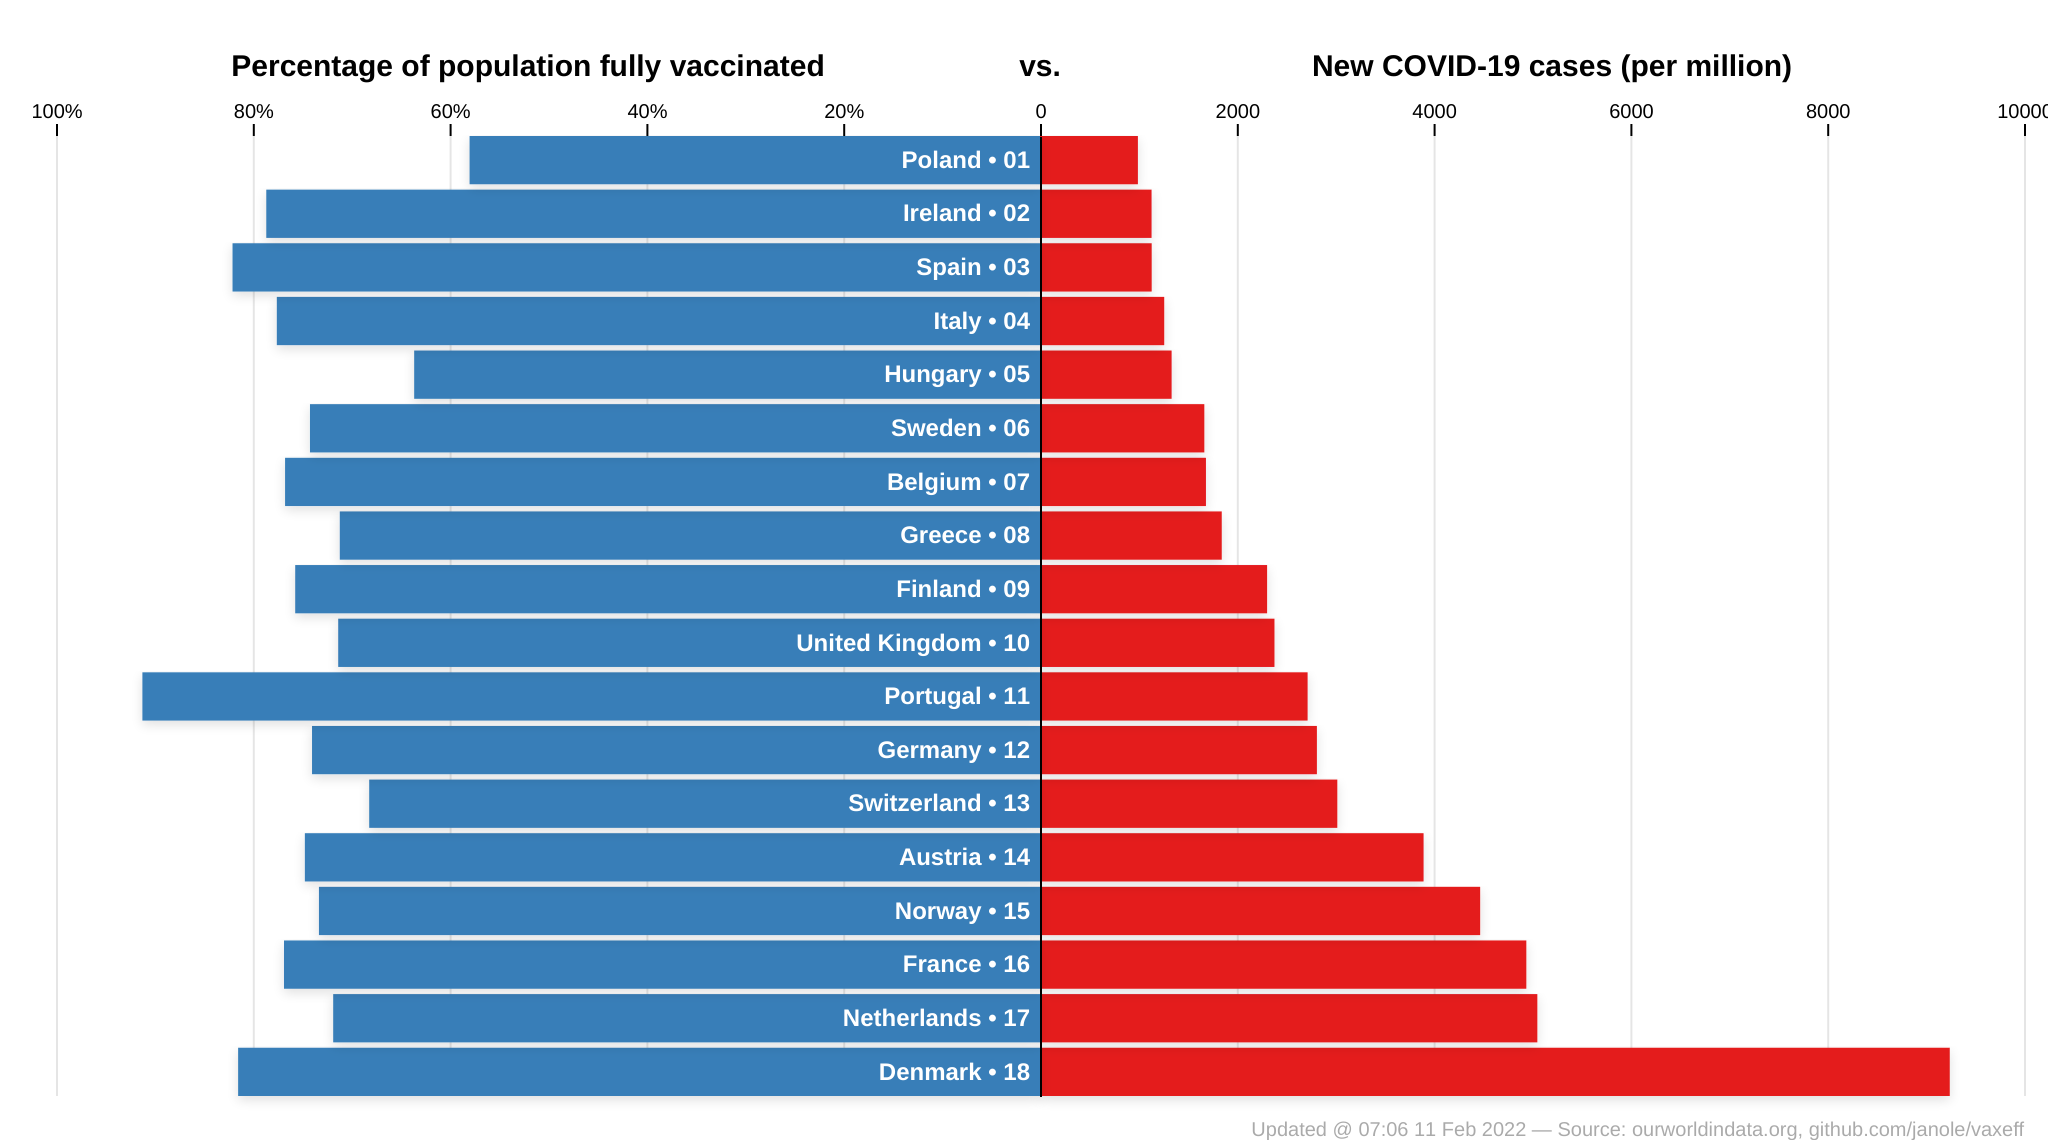 Percentage of population fully vaccinated vs. New COVID-19 cases (per million)
100% 80% 60% 40% 20% 0 2000 4000 6000 8000 10000
Poland • 01
Ireland • 02
Spain • 03
Italy • 04
Hungary • 05
Sweden • 06
Belgium • 07
Greece • 08
Finland • 09
United Kingdom • 10
Portugal • 11
Germany • 12
Switzerland • 13
Austria • 14
Norway • 15
France • 16
Netherlands • 17
Denmark • 18
Updated @ 07:06 11 Feb 2022 — Source: ourworldindata.org, github.com/janole/vaxeff